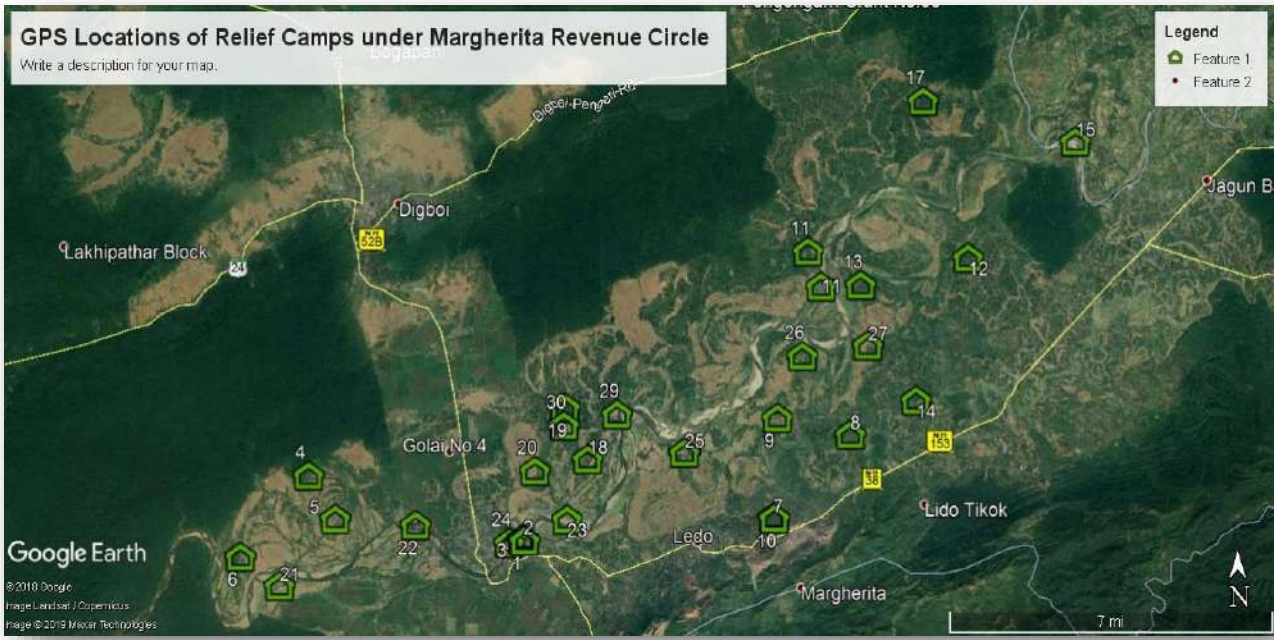 GPS Locations of Relief Camps under Margherita Revenue Circle
Write a description for your map.
Legend
Feature 1
Feature 2
17
15
Jagun B
Digboi
NH
52B
Lakhipathar Block
24
11
12
11
13
26
27
30
29
19
14
9
8
NH
153
Golai No.4
20
18
25
4
NH
38
5
24
2
23
7
Lido Tikok
22
3
1
Ledo
10
6
21
Margherita
Google Earth
©2018 Google
Image Landsat / Copernicus
Image © 2019 Maxar Technologies
N
7 mi